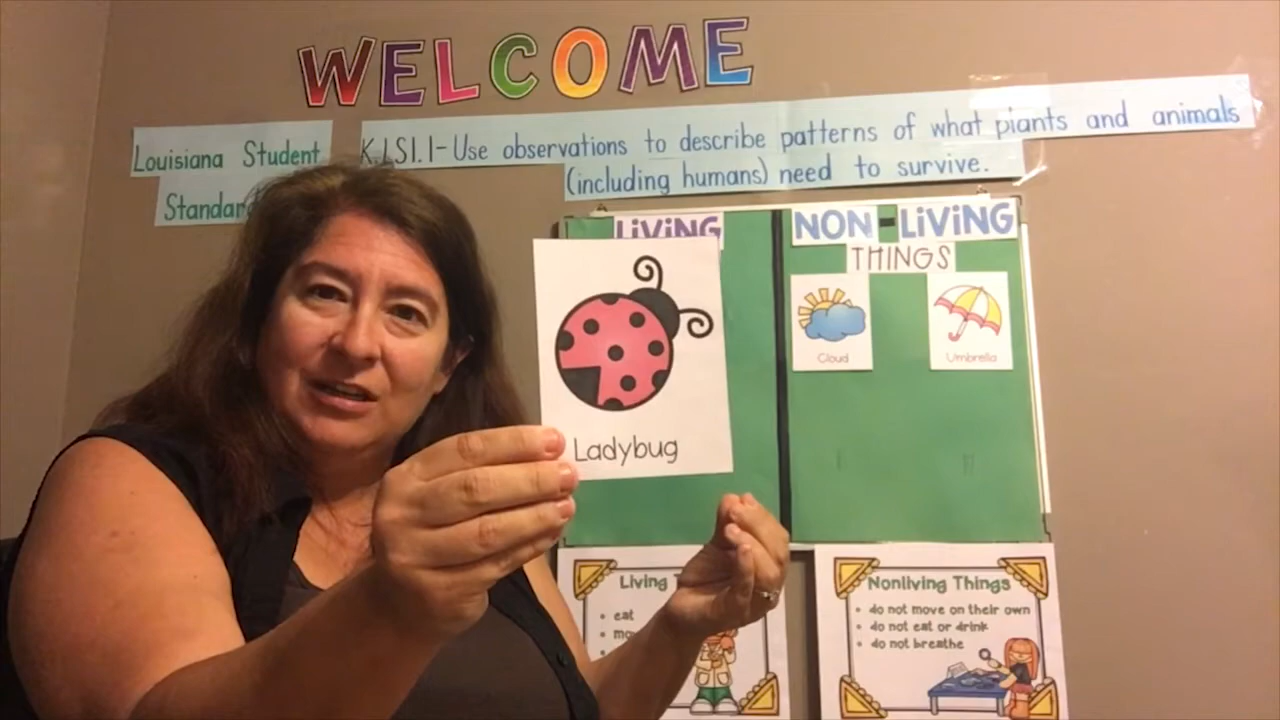 WELCOME
Louisiana Student
K.LS1.1-Use observations to describe patterns of what plants and animals
(including humans) need to survive.
LiViNG
NON-LiViNG
THiNGS
Cloud
Umbrella
Ladybug
Living
• eat
Nonliving Things
• do not move on their own
• do not eat or drink
• do not breathe